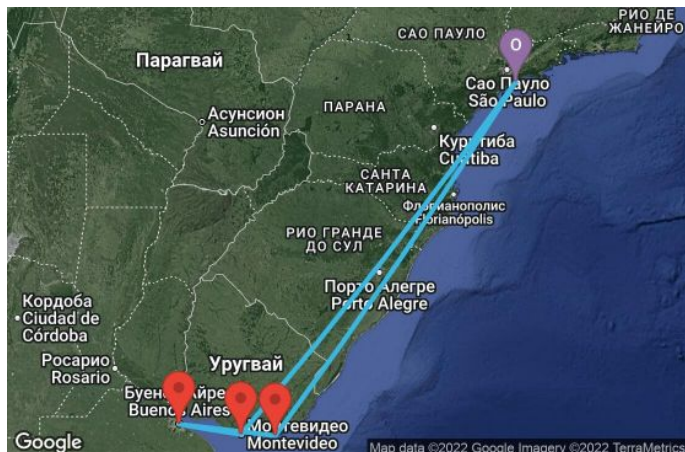 РИО ДЕ
ЖАНЕЙРО
САО ПАУЛО
O
Парагвай
Сао Пауло
São Paulo
Асунсион
Asunción
ПАРАНА
Куритиба
Curitiba
САНТА
КАТАРИНА
Флорианополис
Florianópolis
РИО ГРАНДЕ
ДО СУЛ
Порто Алегре
Porto Alegre
Кордоба
Ciudad de
Córdoba
Росарио
Rosario
Уругвай
Буенос Айрес
Buenos Aires
Монтевидео
Montevideo
Google
Map data ©2022 Google Imagery ©2022 TerraMetrics